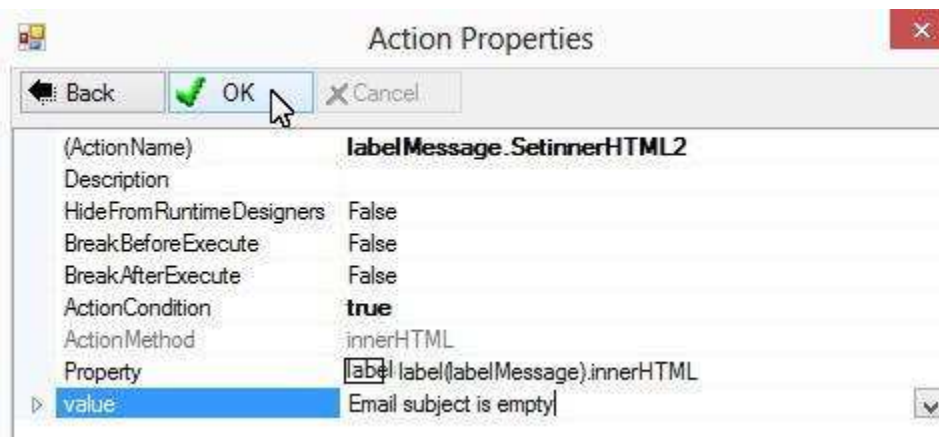 Action Properties
Back OK Cancel
(ActionName) labelMessage.SetinnerHTML2
Description
HideFromRuntimeDesigners False
BreakBeforeExecute False
BreakAfterExecute False
ActionCondition true
ActionMethod innerHTML
Property label label(labelMessage).innerHTML
value Email subject is empty